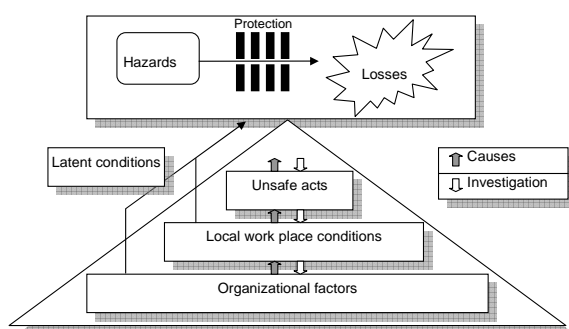 Protection
Hazards
Losses
Latent conditions
Causes
Investigation
Unsafe acts
Local work place conditions
Organizational factors